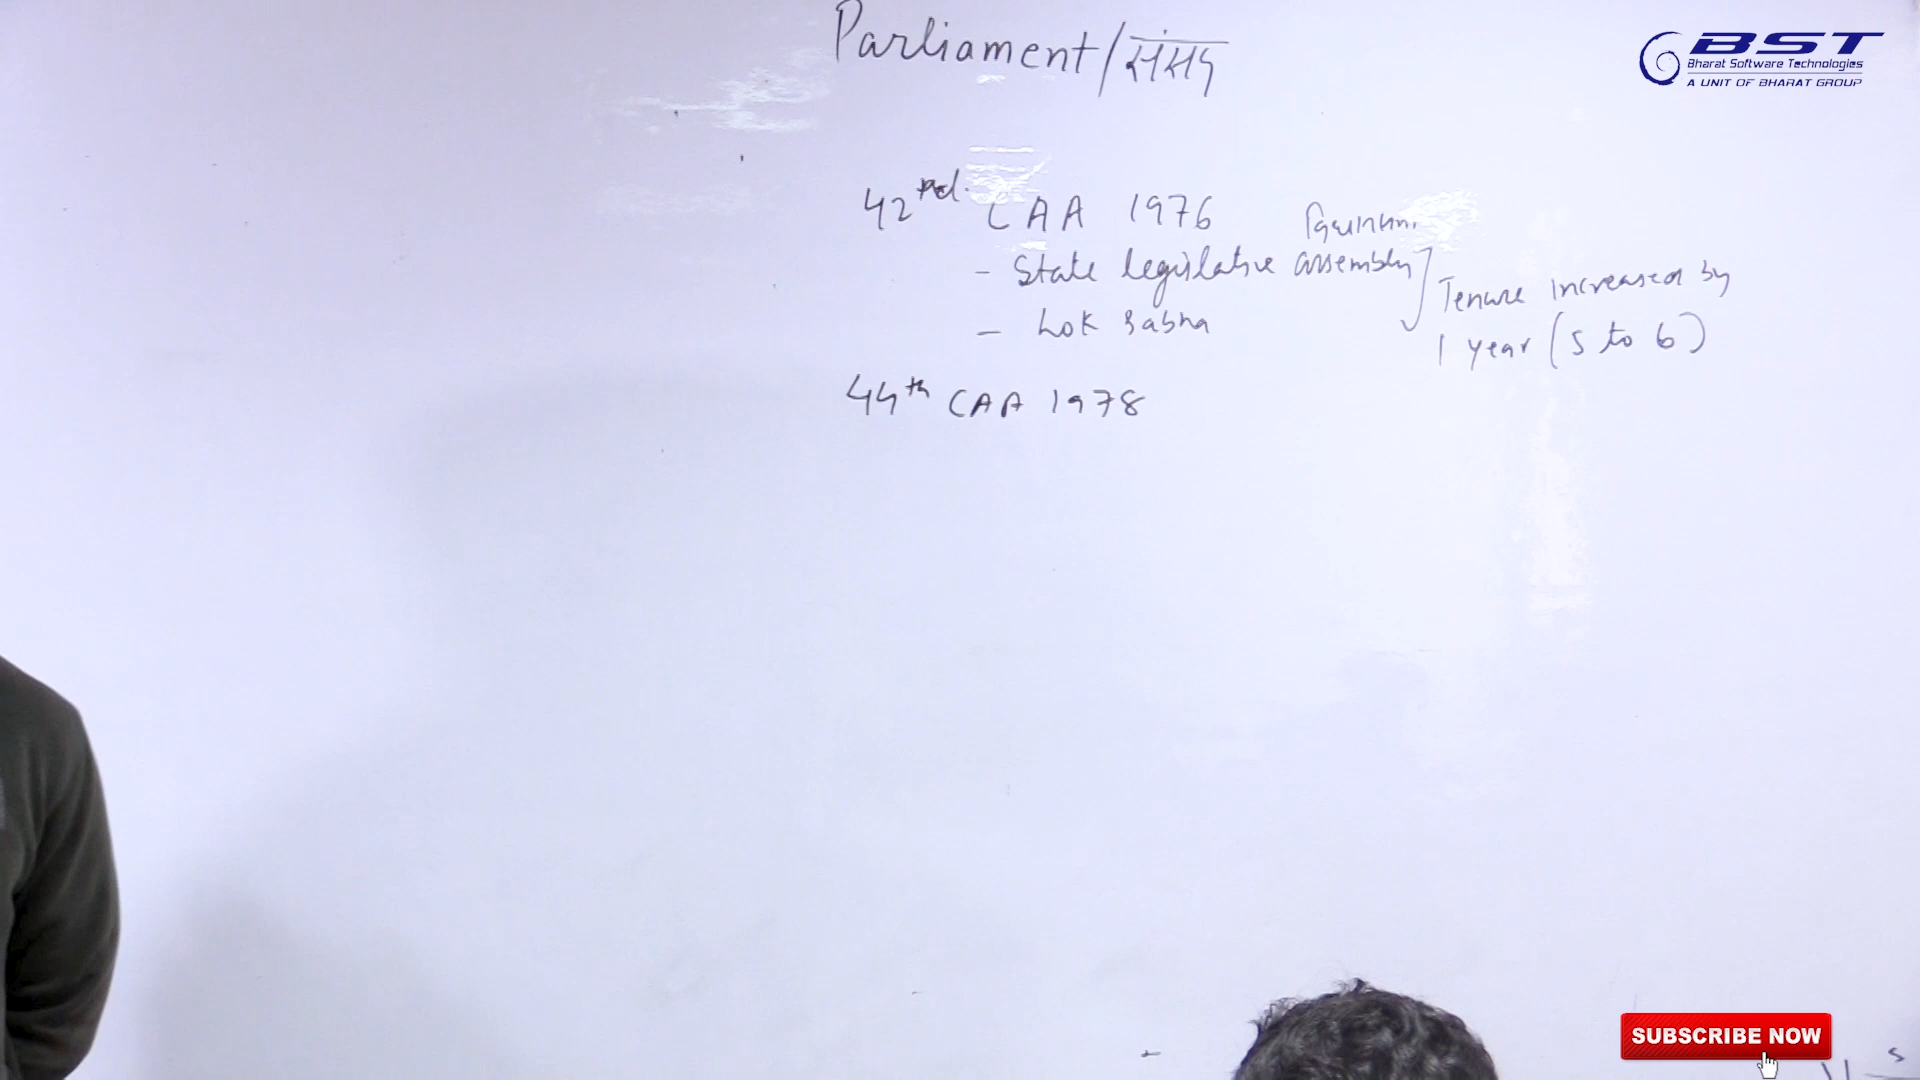 Parliament/संसद
BST
Bharat Software Technologies
A UNIT OF BHARAT GROUP
42nd CAA 1976
- State legislative assembly
- Lok Sabha
Tenure increased by
1 year (5 to 6)
44th CAA 1978
SUBSCRIBE NOW